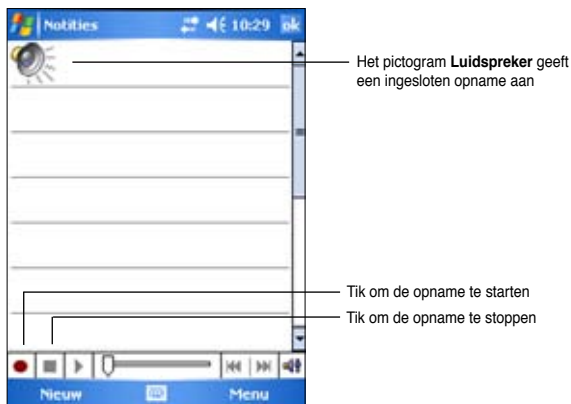 Notities 10:29 ok
Het pictogram Luidspreker geeft
een ingesloten opname aan
Tik om de opname te starten
Tik om de opname te stoppen
Nieuw Menu